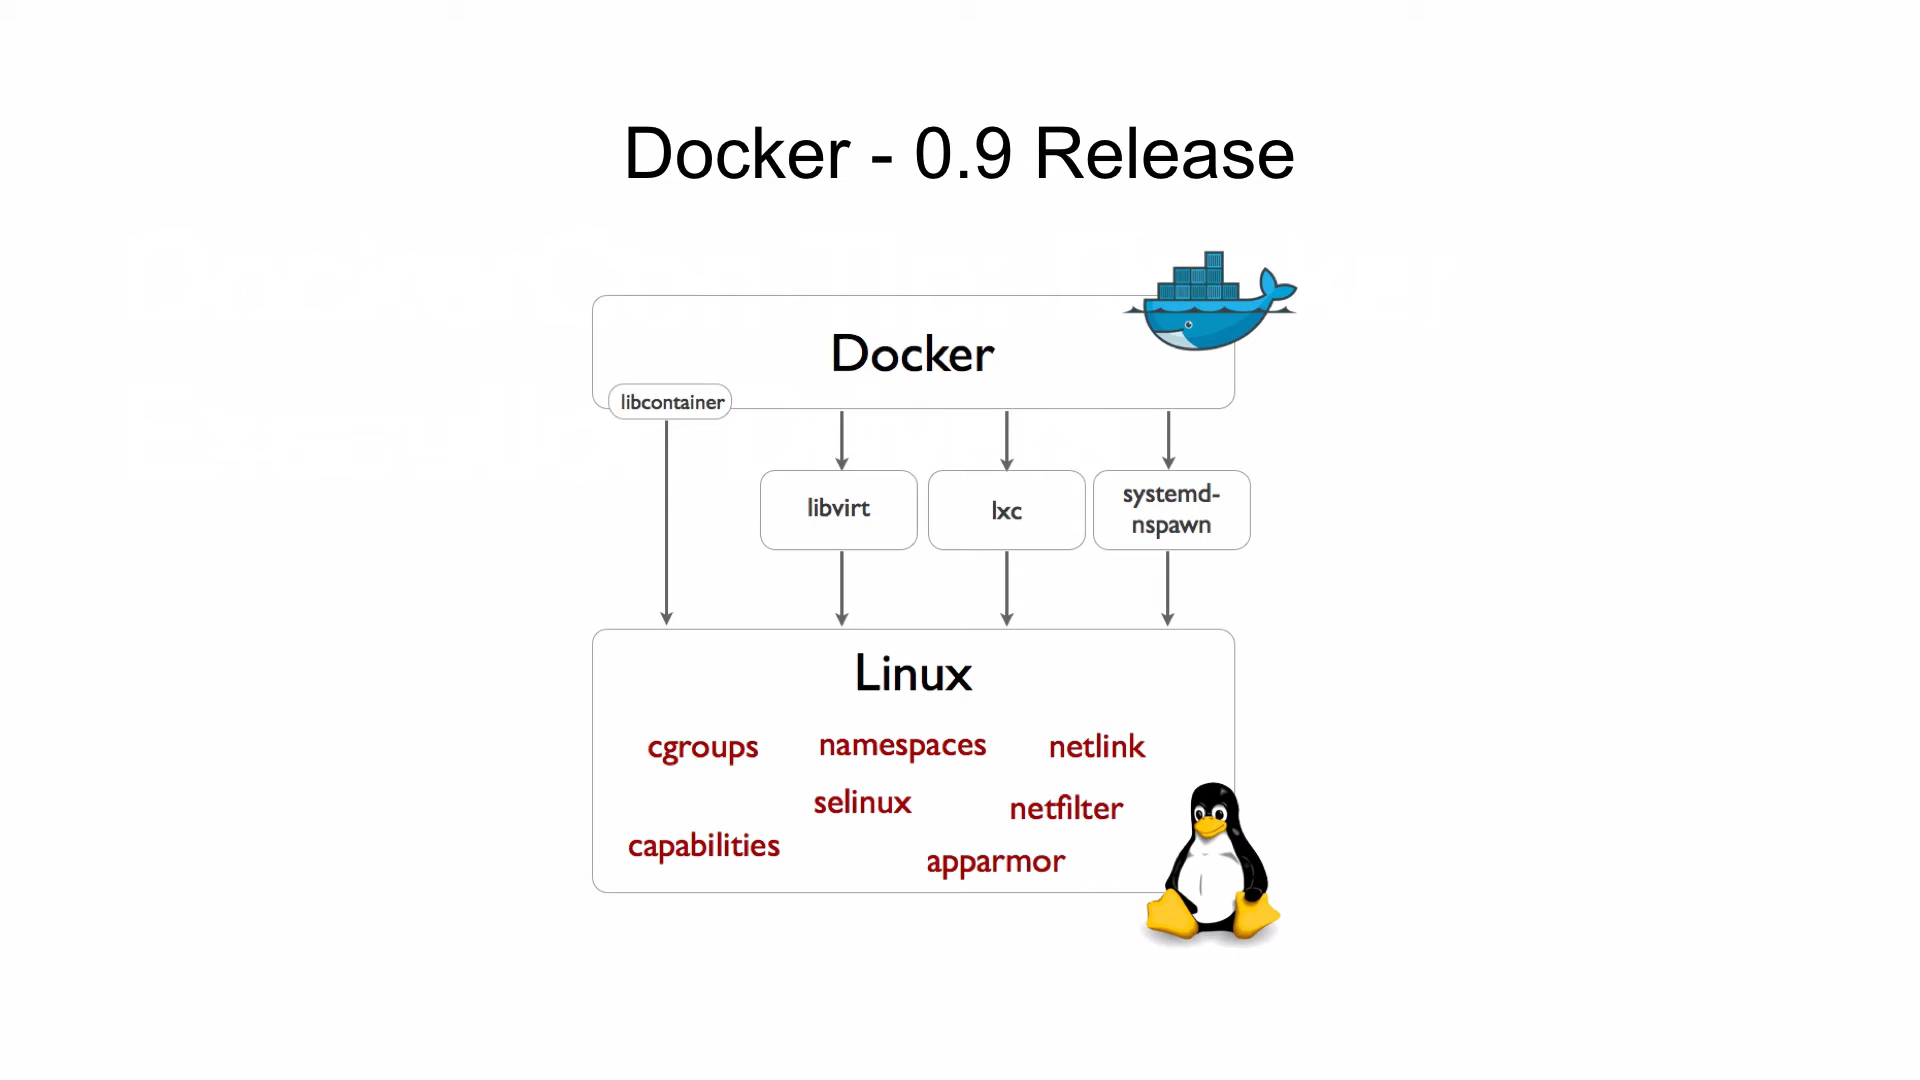 Docker - 0.9 Release
Docker
libcontainer
libvirt
lxc
systemd-
nspawn
Linux
cgroups
namespaces
netlink
selinux
netfilter
capabilities
apparmor